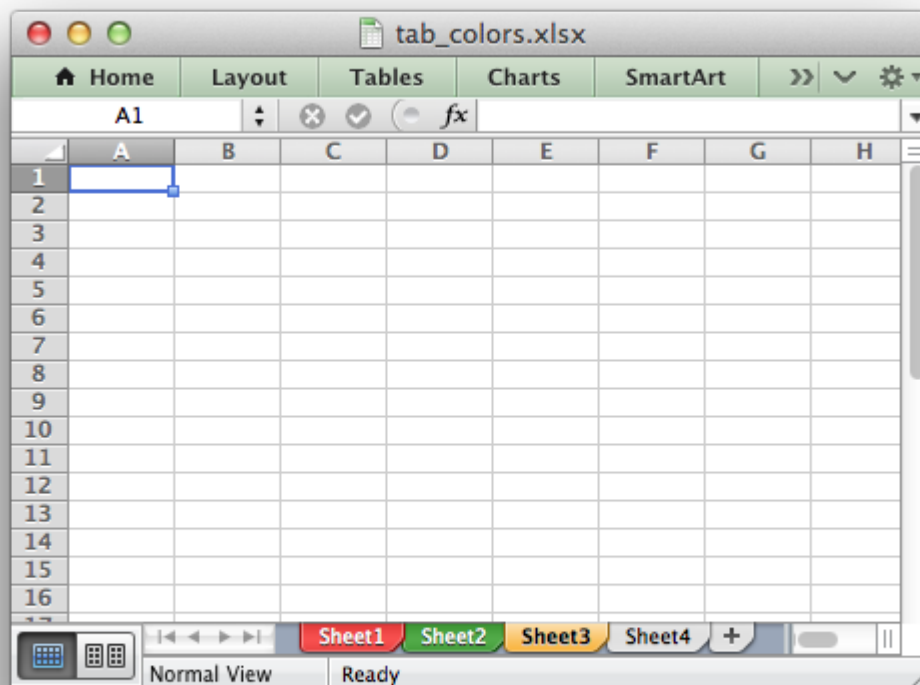 tab_colors.xlsx
Home Layout Tables Charts SmartArt
A1 fx
A B C D E F G H
1
2
3
4
5
6
7
8
9
10
11
12
13
14
15
16
17
Sheet1 Sheet2 Sheet3 Sheet4 +
Normal View Ready